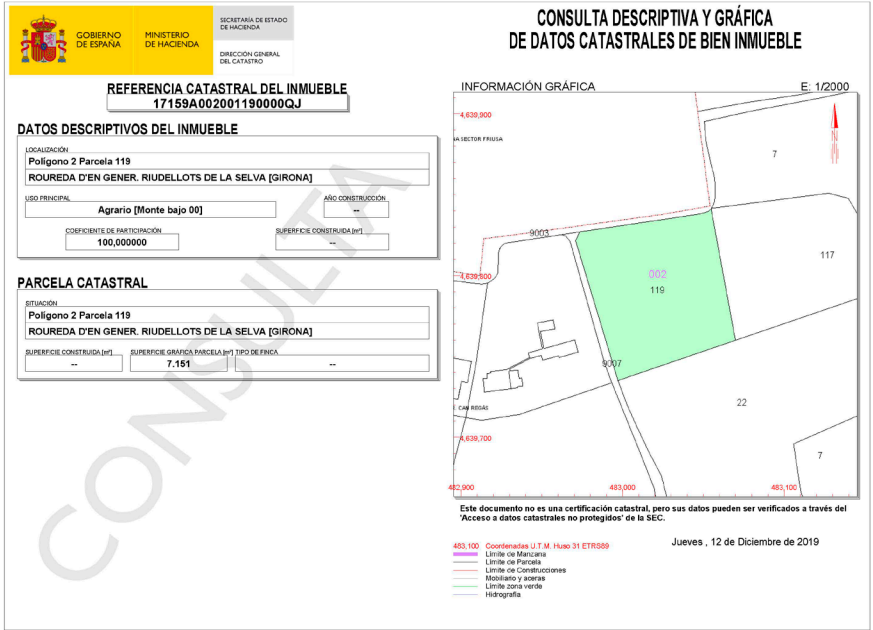 GOBIERNO
DE ESPAÑA
MINISTERIO
DE HACIENDA
SECRETARÍA DE ESTADO
DE HACIENDA
DIRECCIÓN GENERAL
DEL CATASTRO
CONSULTA DESCRIPTIVA Y GRÁFICA
DE DATOS CATASTRALES DE BIEN INMUEBLE
REFERENCIA CATASTRAL DEL INMUEBLE
17159A002001190000QJ
DATOS DESCRIPTIVOS DEL INMUEBLE
LOCALIZACIÓN
Polígono 2 Parcela 119
ROUREDA D'EN GENER. RIUDELLOTS DE LA SELVA [GIRONA]
USO PRINCIPAL
Agrario [Monte bajo 00]
AÑO CONSTRUCCIÓN
--
COEFICIENTE DE PARTICIPACIÓN
100,000000
SUPERFICIE CONSTRUIDA [m²]
--
PARCELA CATASTRAL
SITUACIÓN
Polígono 2 Parcela 119
ROUREDA D'EN GENER. RIUDELLOTS DE LA SELVA [GIRONA]
SUPERFICIE CONSTRUIDA [m²]
--
SUPERFICIE GRÁFICA PARCELA [m²]
7.151
TIPO DE FINCA
--
CONSULTA
INFORMACIÓN GRÁFICA
E: 1/2000
4,639,900
IA SECTOR FRIUSA
N
7
9003
117
4,639,800
002
119
9007
CAN REGÀS
22
4,639,700
7
482,900
483,000
483,100
Este documento no es una certificación catastral, pero sus datos pueden ser verificados a través del
'Acceso a datos catastrales no protegidos' de la SEC.
Jueves , 12 de Diciembre de 2019
483,100 Coordenadas U.T.M. Huso 31 ETRS89
Límite de Manzana
Límite de Parcela
Límite de Construcciones
Mobiliario y aceras
Límite zona verde
Hidrografía